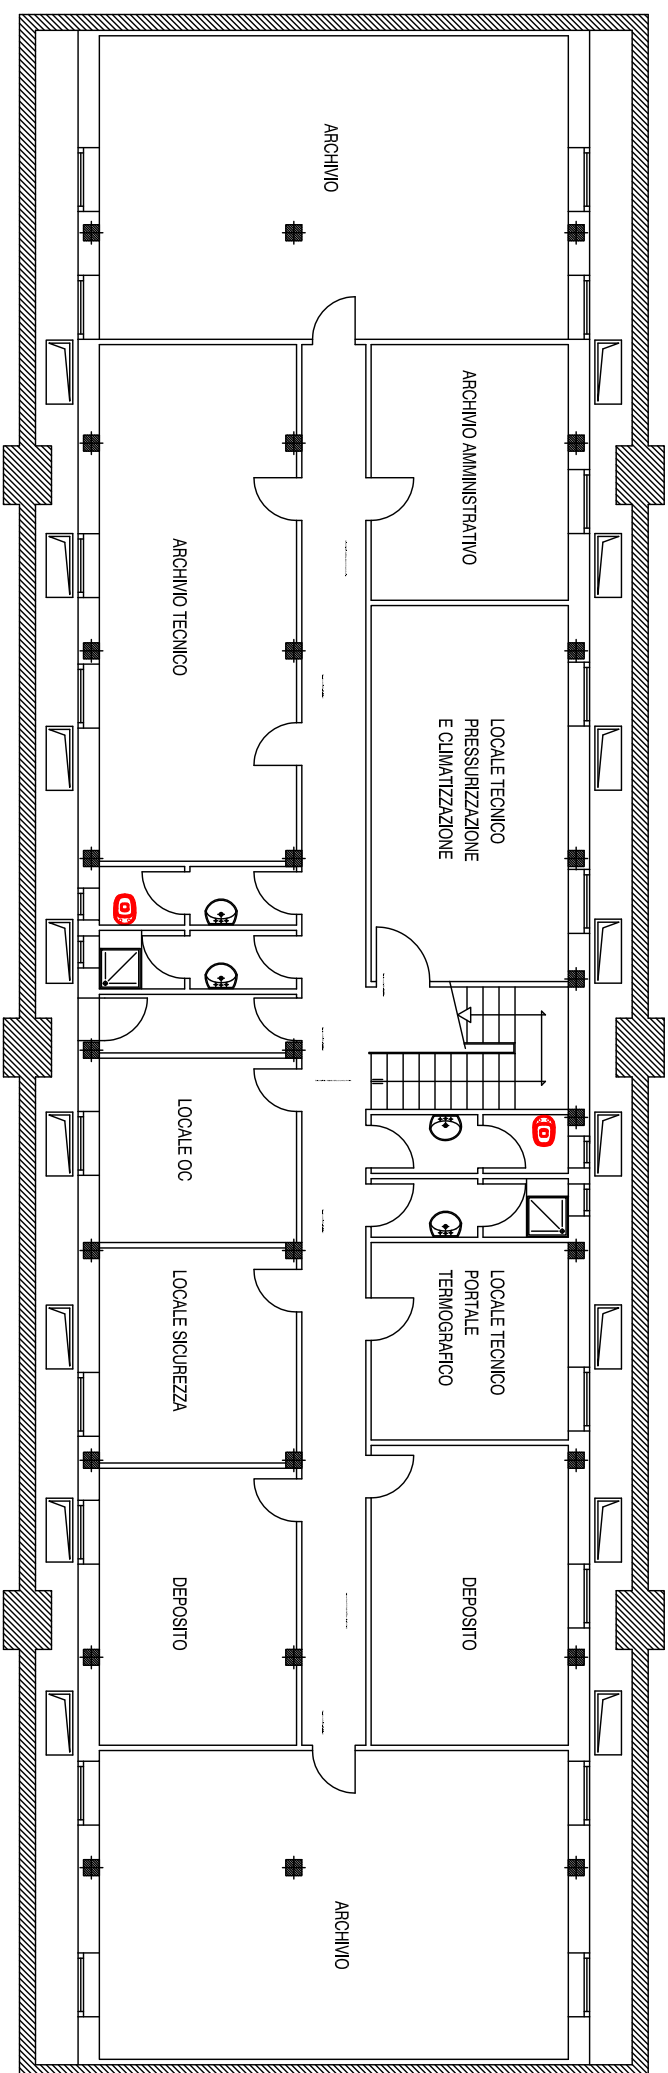 ARCHIVIO
ARCHIVIO AMMINISTRATIVO
ARCHIVIO TECNICO
LOCALE TECNICO
PRESSURIZZAZIONE
E CLIMATIZZAZIONE
LOCALE OC
LOCALE SICUREZZA
LOCALE TECNICO
PORTALE
TERMOGRAFICO
DEPOSITO
DEPOSITO
ARCHIVIO